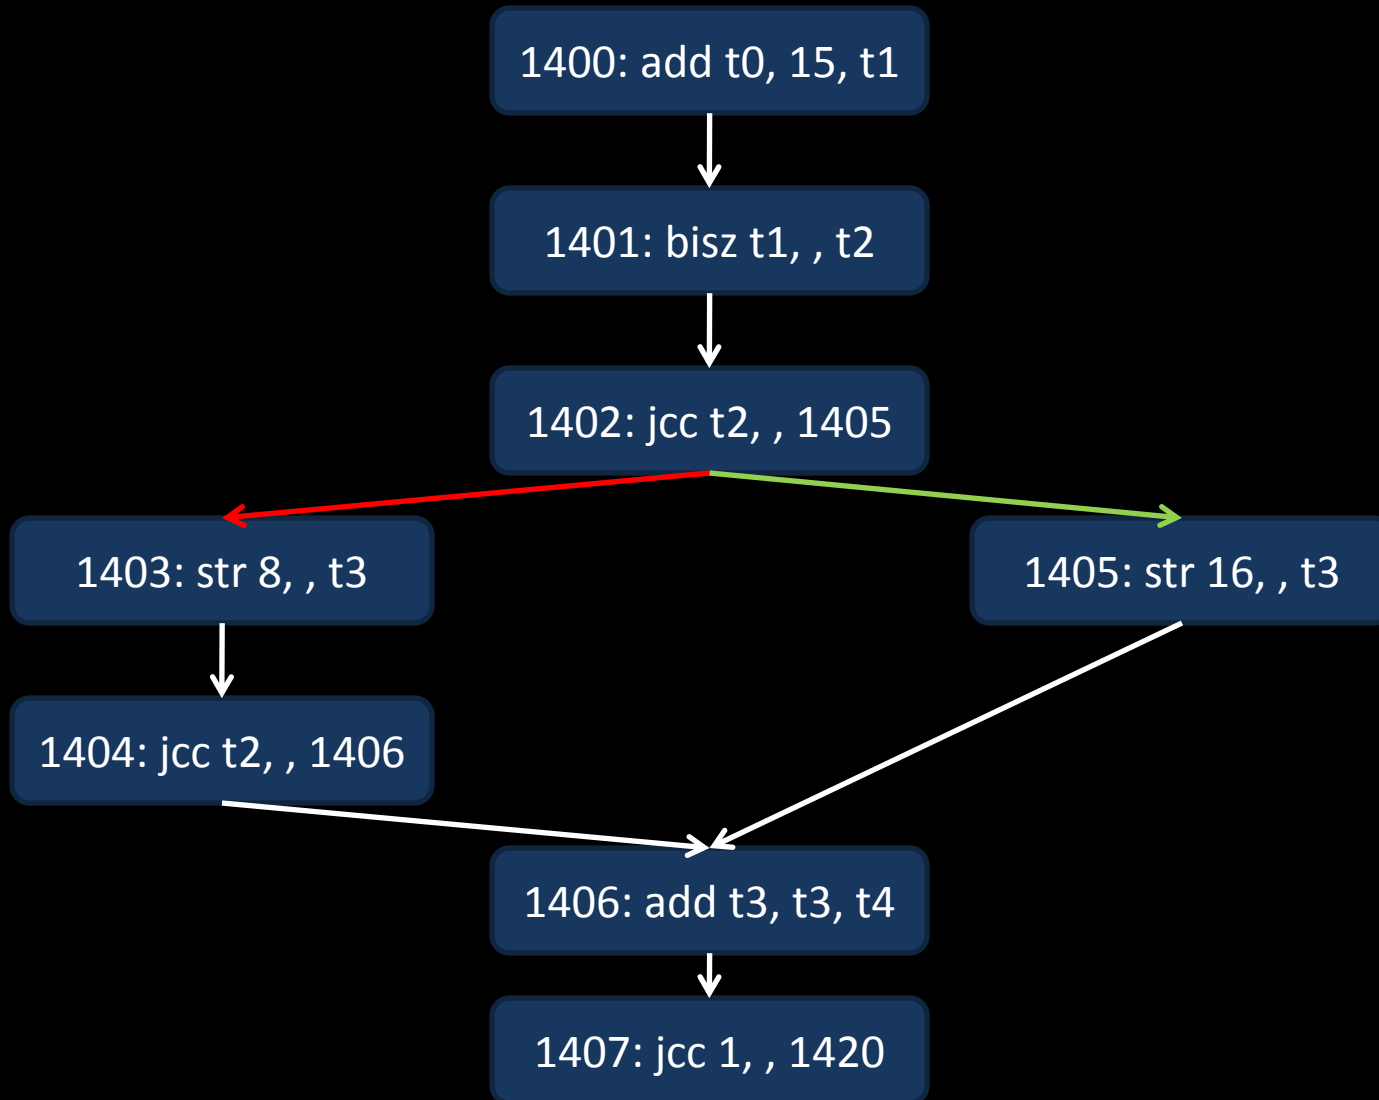 1400: add t0, 15, t1
1401: bisz t1, , t2
1402: jcc t2, , 1405
1403: str 8, , t3
1405: str 16, , t3
1404: jcc t2, , 1406
1406: add t3, t3, t4
1407: jcc 1, , 1420